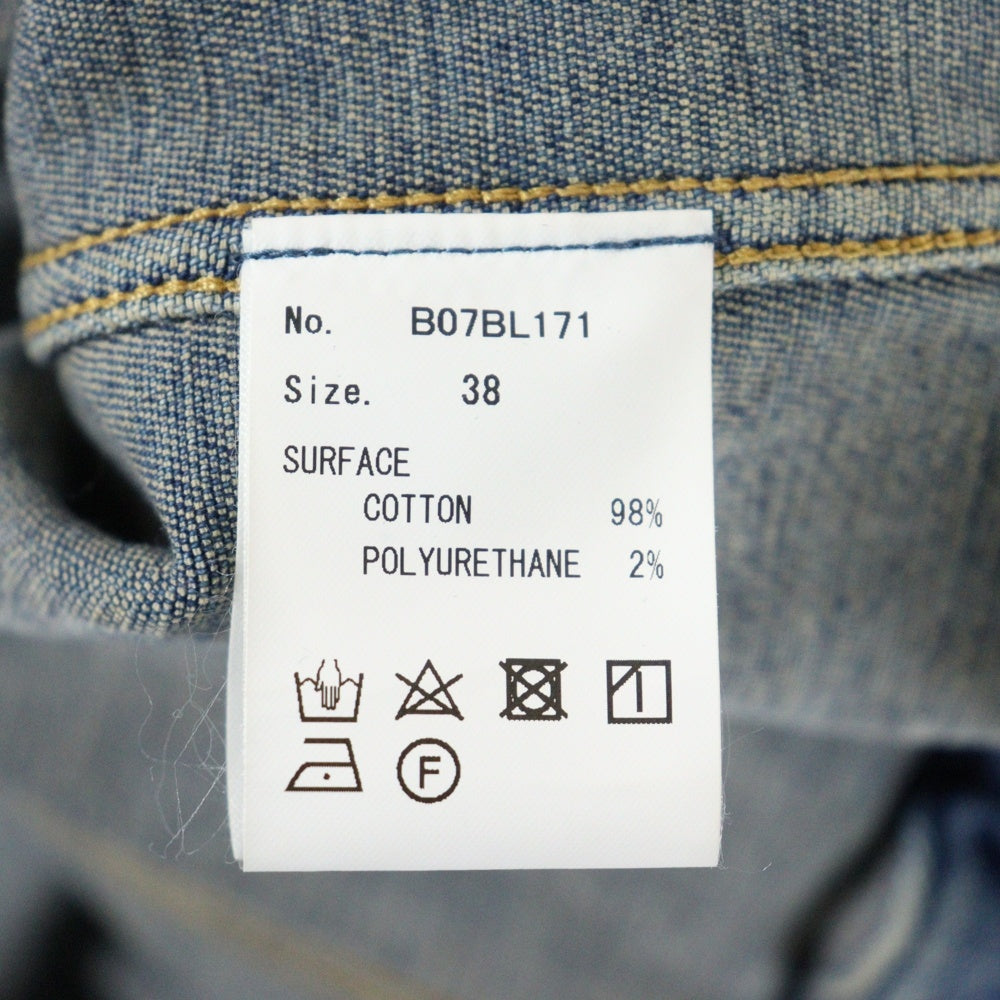 No. B07BL171
Size. 38
SURFACE
COTTON 98%
POLYURETHANE 2%
F